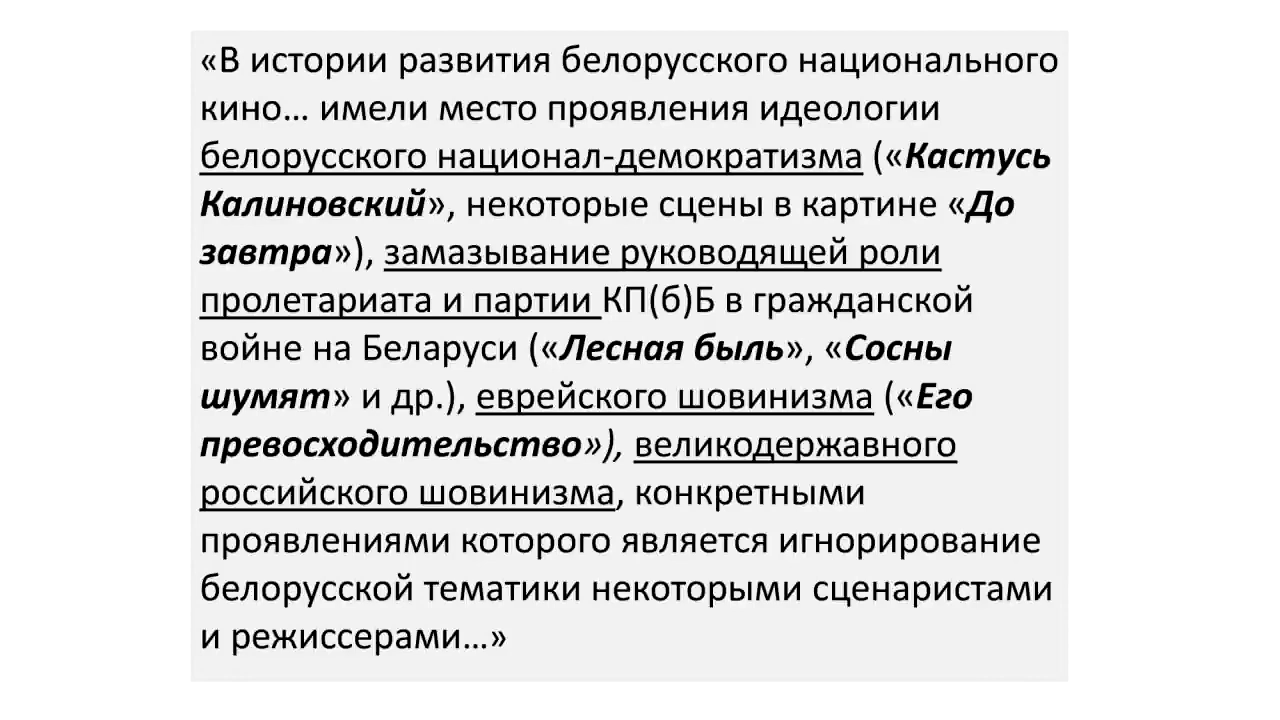 «В истории развития белорусского национального
кино… имели место проявления идеологии
белорусского национал-демократизма («Кастусь
Калиновский», некоторые сцены в картине «До
завтра»), замазывание руководящей роли
пролетариата и партии КП(б)Б в гражданской
войне на Беларуси («Лесная быль», «Сосны
шумят» и др.), еврейского шовинизма («Его
превосходительство»), великодержавного
российского шовинизма, конкретными
проявлениями которого является игнорирование
белорусской тематики некоторыми сценаристами
и режиссерами…»